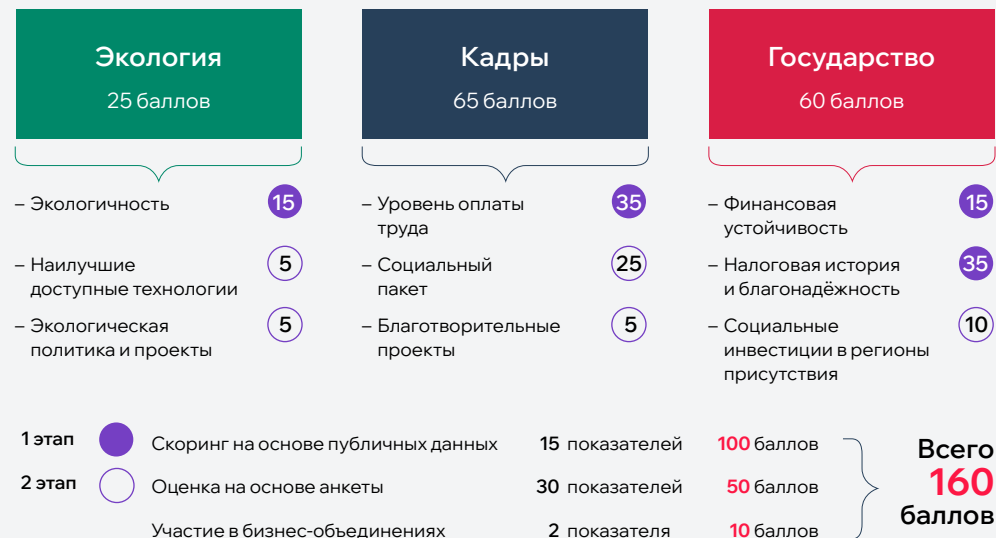 Экология
25 баллов
– Экологичность 15
– Наилучшие
доступные технологии 5
– Экологическая
политика и проекты 5
Кадры
65 баллов
– Уровень оплаты
труда 35
– Социальный
пакет 25
– Благотворительные
проекты 5
Государство
60 баллов
– Финансовая
устойчивость 15
– Налоговая история
и благонадёжность 35
– Социальные
инвестиции в регионы
присутствия 10
1 этап Скоринг на основе публичных данных 15 показателей 100 баллов
2 этап Оценка на основе анкеты 30 показателей 50 баллов
Участие в бизнес-объединениях 2 показателя 10 баллов
Всего
160
баллов